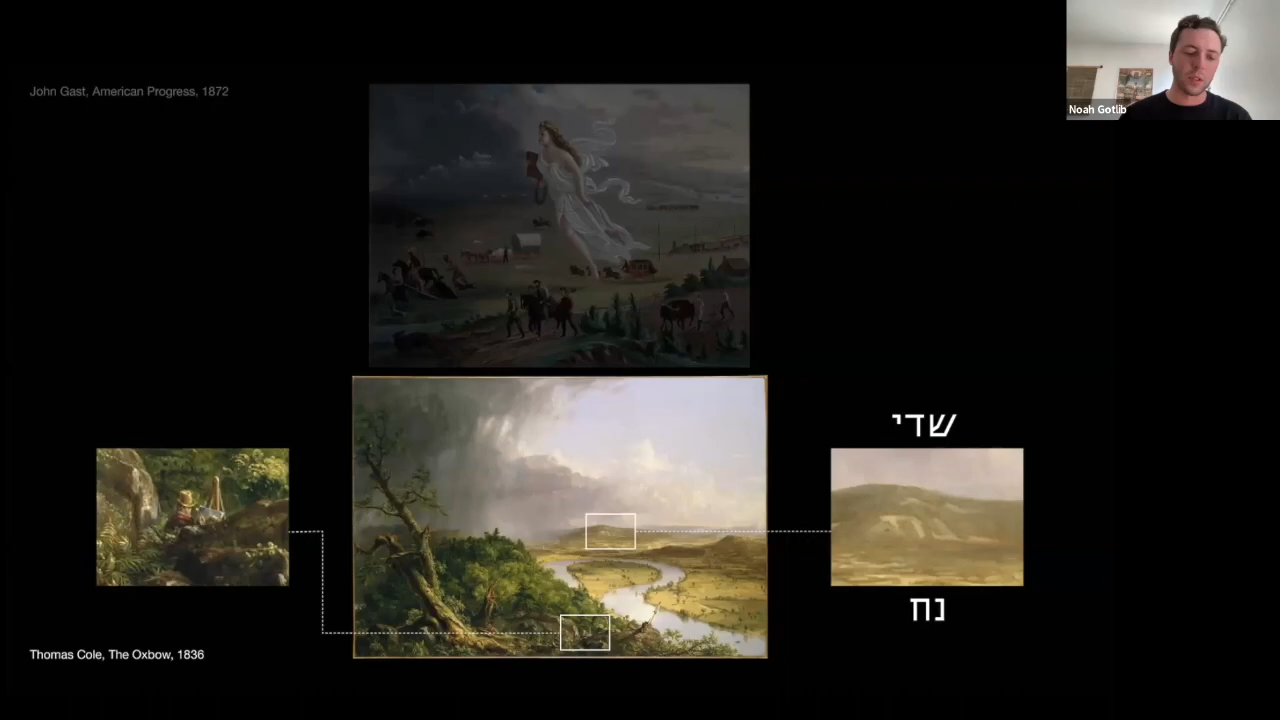 John Gast, American Progress, 1872
Noah Gotlib
שדי
נח
Thomas Cole, The Oxbow, 1836